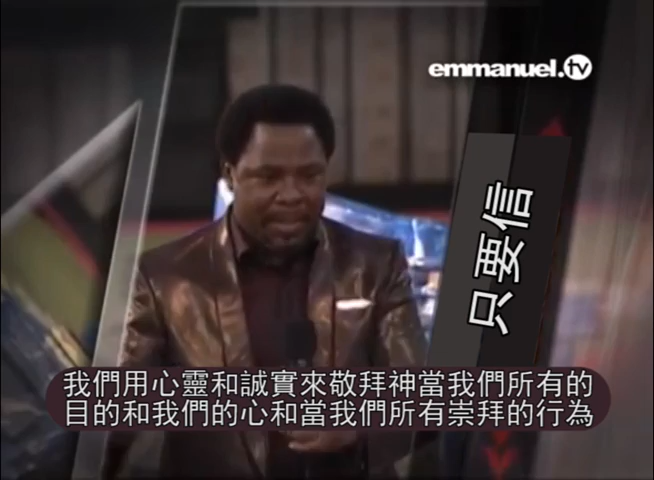 emmanuel.tv
只要信
我們用心靈和誠實來敬拜神當我們所有的
目的和我們的心和當我們所有崇拜的行為